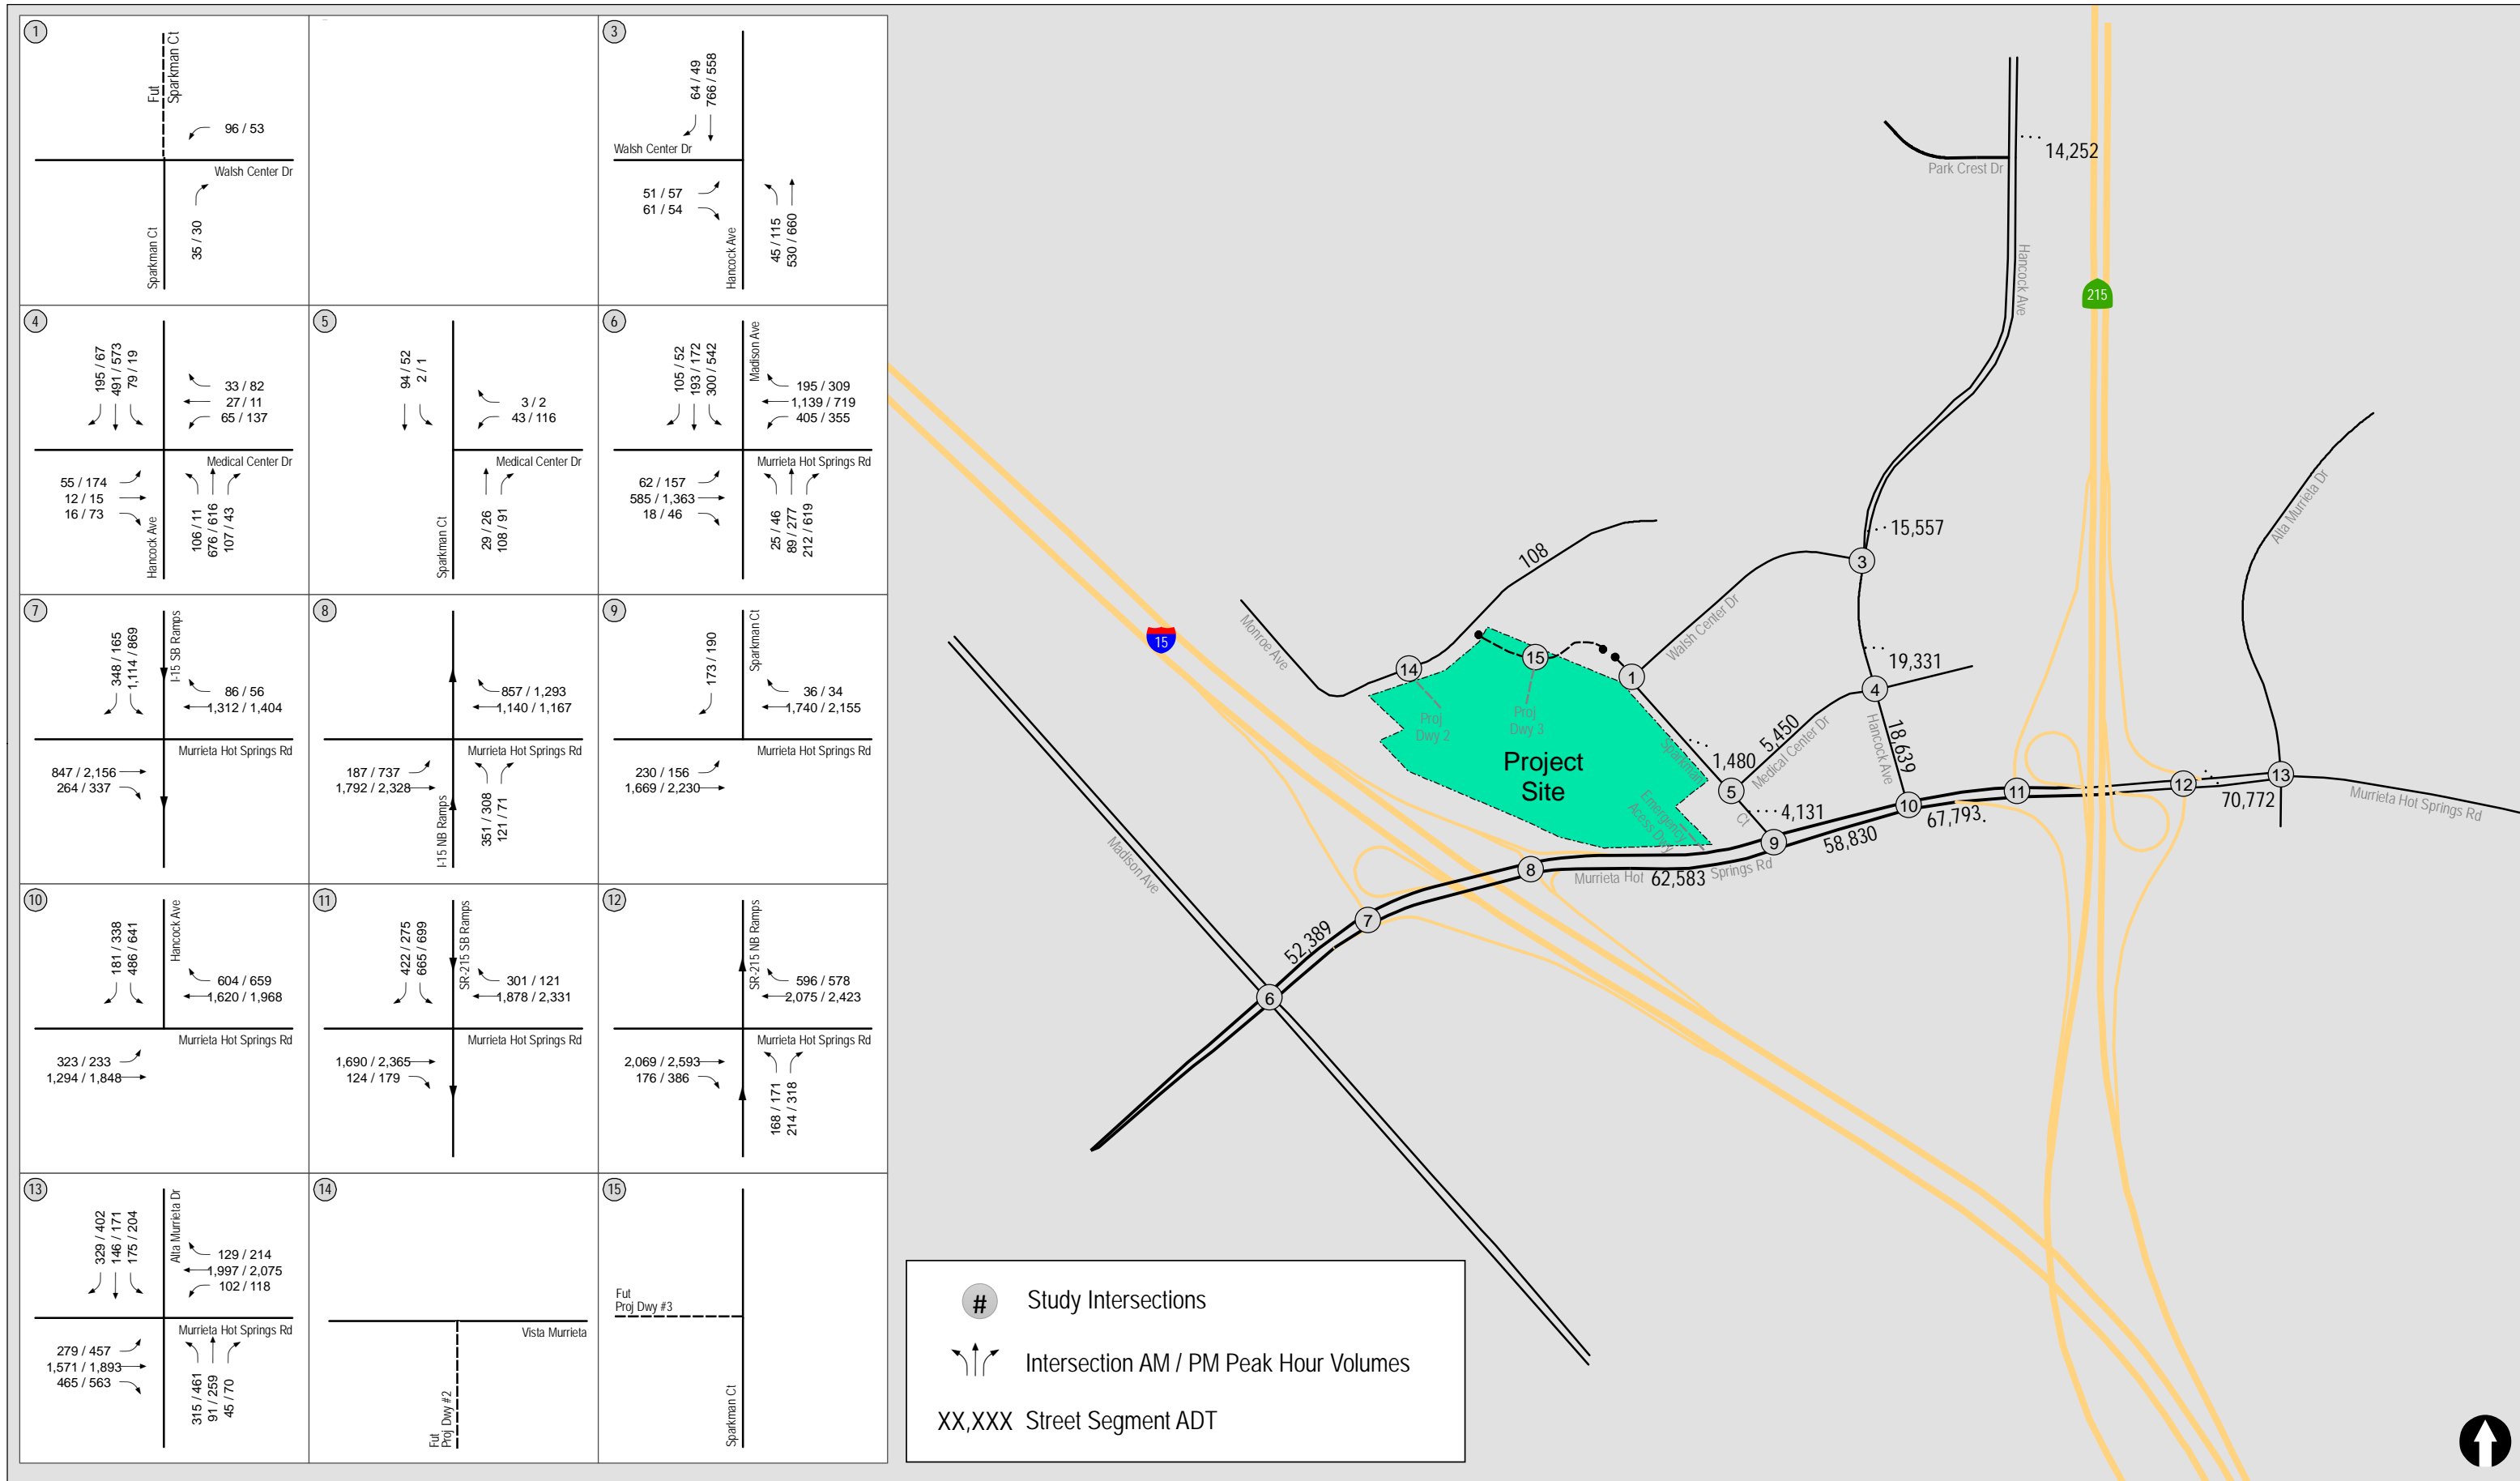 1
Fut
Sparkman Ct
96 / 53
Walsh Center Dr
35 / 30
Sparkman Ct
3
64 / 49
766 / 558
Walsh Center Dr
51 / 57
61 / 54
45 / 115
530 / 660
Hancock Ave
4
195 / 67
491 / 573
79 / 19
33 / 82
27 / 11
65 / 137
Medical Center Dr
55 / 174
12 / 15
16 / 73
106 / 11
676 / 616
107 / 43
Hancock Ave
5
94 / 52
2 / 1
3 / 2
43 / 116
Medical Center Dr
29 / 26
108 / 91
Sparkman Ct
6
105 / 52
193 / 172
300 / 542
Madison Ave
195 / 309
1,139 / 719
405 / 355
Murrieta Hot Springs Rd
62 / 157
585 / 1,363
18 / 46
25 / 46
89 / 277
212 / 619
7
348 / 165
1,114 / 869
I-15 SB Ramps
86 / 56
1,312 / 1,404
Murrieta Hot Springs Rd
847 / 2,156
264 / 337
8
857 / 1,293
1,140 / 1,167
Murrieta Hot Springs Rd
187 / 737
1,792 / 2,328
351 / 308
121 / 71
I-15 NB Ramps
9
173 / 190
Sparkman Ct
36 / 34
1,740 / 2,155
Murrieta Hot Springs Rd
230 / 156
1,669 / 2,230
10
181 / 338
486 / 641
Hancock Ave
604 / 659
1,620 / 1,968
Murrieta Hot Springs Rd
323 / 233
1,294 / 1,848
11
422 / 275
665 / 699
SR-215 SB Ramps
301 / 121
1,878 / 2,331
Murrieta Hot Springs Rd
1,690 / 2,365
124 / 179
12
SR-215 NB Ramps
596 / 578
2,075 / 2,423
Murrieta Hot Springs Rd
2,069 / 2,593
176 / 386
168 / 171
214 / 318
13
329 / 402
146 / 171
175 / 204
Alta Murrieta Dr
129 / 214
1,997 / 2,075
102 / 118
Murrieta Hot Springs Rd
279 / 457
1,571 / 1,893
465 / 563
315 / 461
91 / 259
45 / 70
14
Vista Murrieta
Fut
Proj Dwy #2
15
Fut
Proj Dwy #3
Sparkman Ct
14,252
Park Crest Dr
Hancock Ave
215
Alta Murrieta Dr
15,557
3
108
Monroe Ave
15
Walsh Center Dr
14
15
1
19,331
4
Proj
Dwy 2
Proj
Dwy 3
Project
Site
Sparkman
Ct
1,480
5,450
Medical Center Dr
Hancock Ave
18,639
5
4,131
Emergency
Acess Dwy
9
10
11
12
13
58,830
67,793.
70,772
Murrieta Hot Springs Rd
8
Murrieta Hot
62,583
Springs Rd
7
52,389
6
Madison Ave
# Study Intersections
Intersection AM / PM Peak Hour Volumes
XX,XXX Street Segment ADT